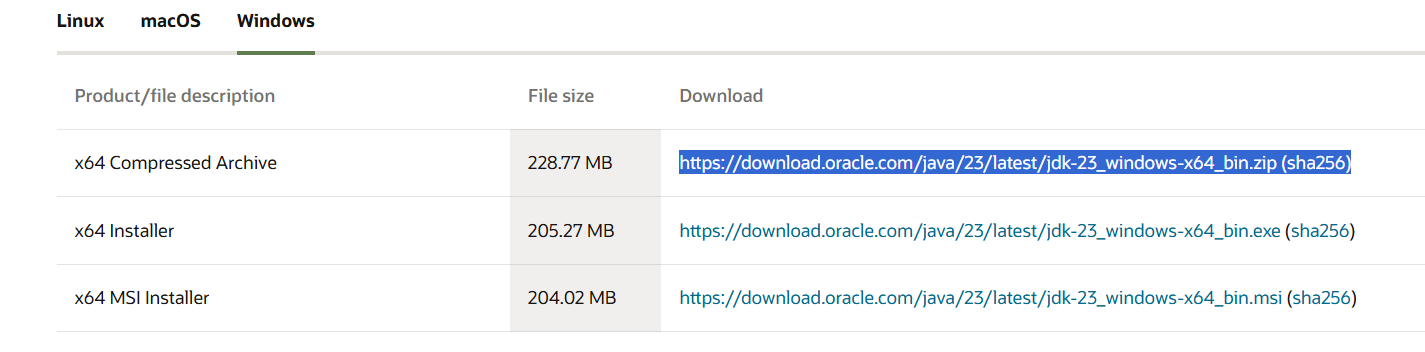 Linux macOS Windows
Product/file description File size Download
x64 Compressed Archive 228.77 MB https://download.oracle.com/java/23/latest/jdk-23_windows-x64_bin.zip (sha256)
x64 Installer 205.27 MB https://download.oracle.com/java/23/latest/jdk-23_windows-x64_bin.exe (sha256)
x64 MSI Installer 204.02 MB https://download.oracle.com/java/23/latest/jdk-23_windows-x64_bin.msi (sha256)